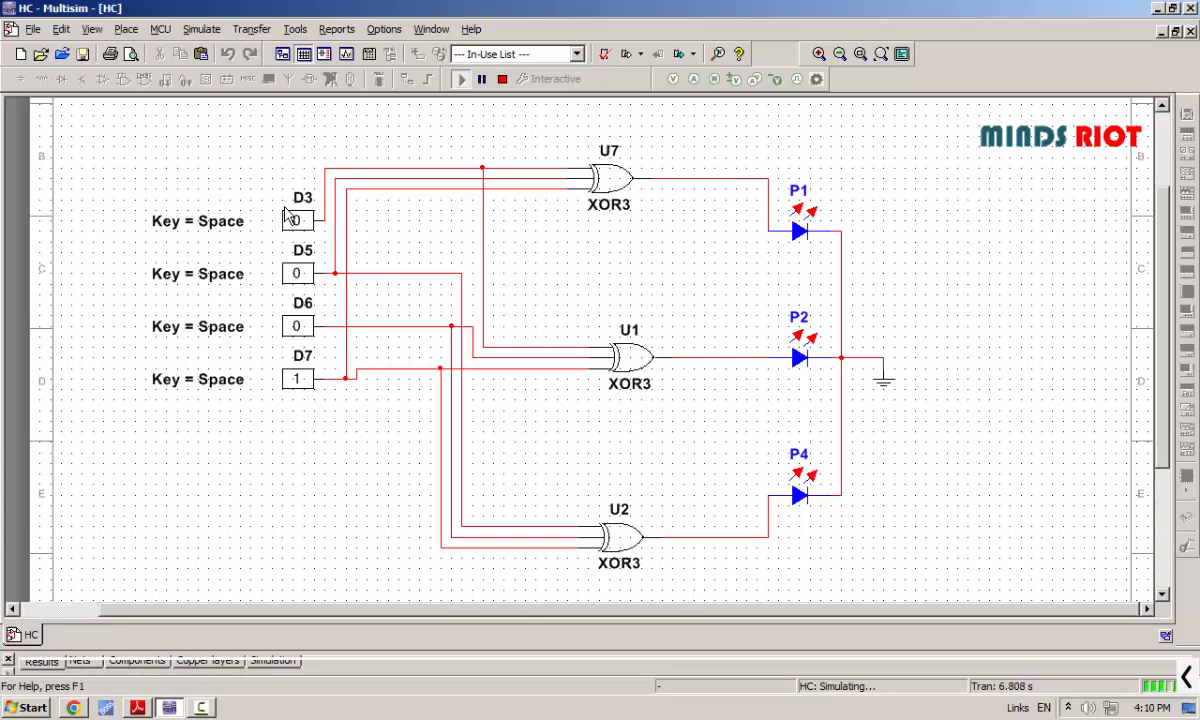 HC - Multisim - [HC]
File Edit View Place MCU Simulate Transfer Tools Reports Options Window Help
--- In-Use List ---
Interactive
MINDS RIOT
B
B
U7
XOR3
D3
Key = Space 0
P1
D5
Key = Space 0
C
C
D6
Key = Space 0
P2
U1
XOR3
D7
Key = Space 1
D
D
P4
E
E
U2
XOR3
HC
Results Nets Components Copper layers Simulation
For Help, press F1 - HC: Simulating... Tran: 6.808 s
Start Links EN 4:10 PM